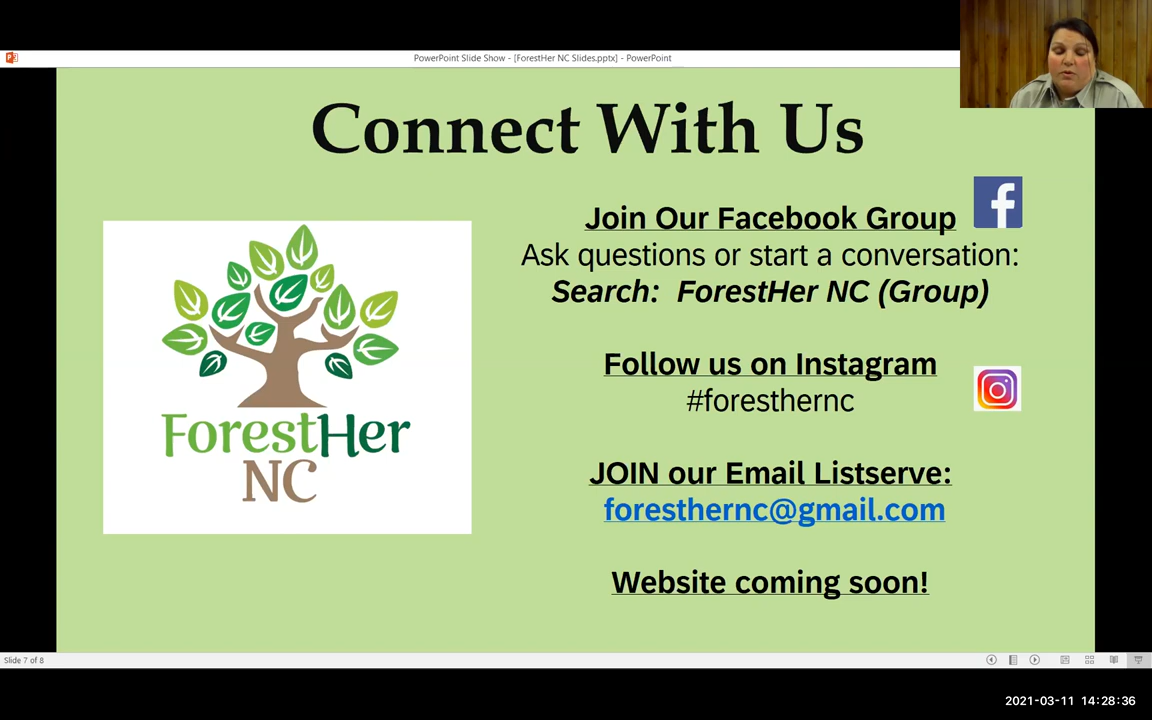 PowerPoint Slide Show - [ForestHer NC Slides.pptx] - PowerPoint
Connect With Us
Join Our Facebook Group
Ask questions or start a conversation:
Search: ForestHer NC (Group)
Follow us on Instagram
#foresthernc
JOIN our Email Listserve:
foresthernc@gmail.com
Website coming soon!
ForestHer
NC
Slide 7 of 8
2021-03-11 14:28:36